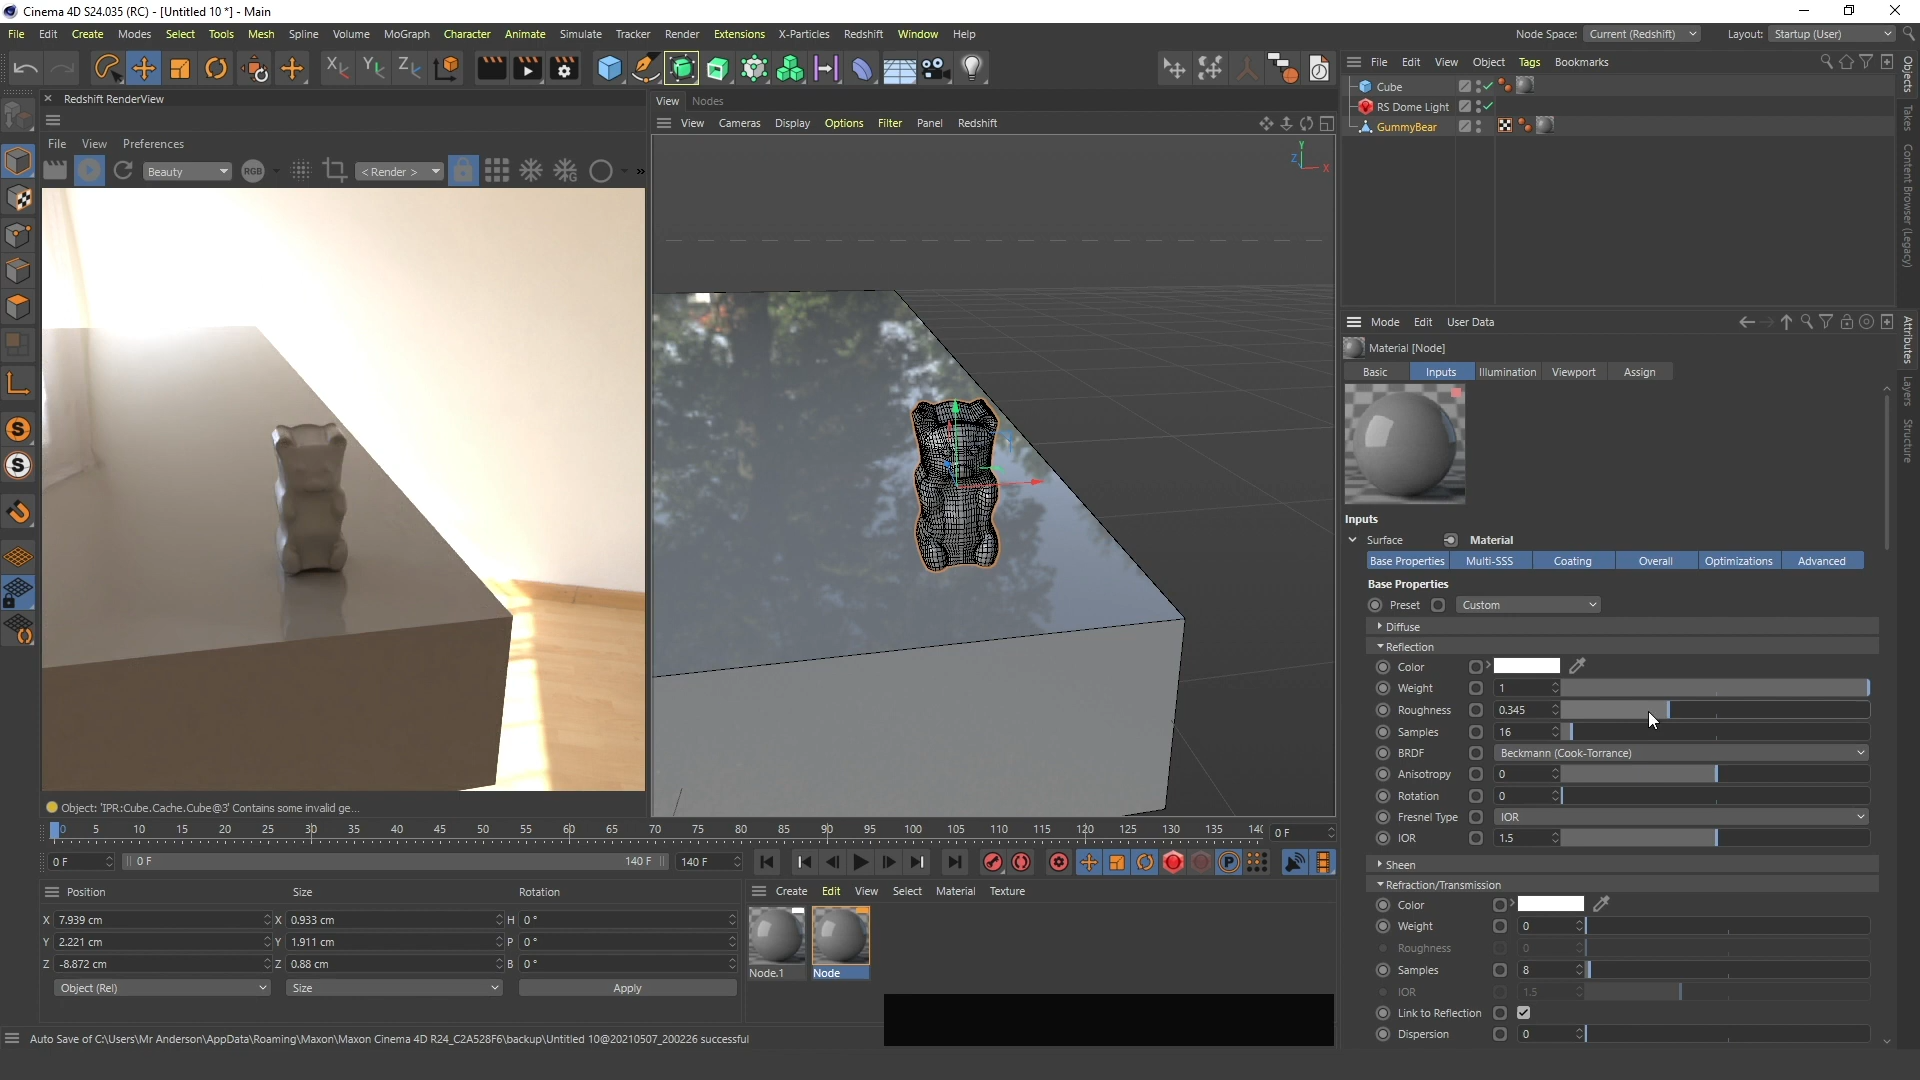 Cinema 4D S24.035 (RC) - [Untitled 10 *] - Main
File Edit Create Modes Select Tools Mesh Spline Volume MoGraph Character Animate Simulate Tracker Render Extensions X-Particles Redshift Window Help
Node Space: Current (Redshift) Layout: Startup (User)
X Y Z
File Edit View Object Tags Bookmarks
Redshift RenderView
View Nodes
Cube
RS Dome Light
GummyBear
File View Preferences
View Cameras Display Options Filter Panel Redshift
Beauty RGB < Render > »
Y
Z X
Objects
Takes
Content Browser (Legacy)
Mode Edit User Data
Attributes
Layers
Structure
Material [Node]
Basic Inputs Illumination Viewport Assign
Inputs
Surface Material
Base Properties Multi-SSS Coating Overall Optimizations Advanced
Base Properties
Preset Custom
Diffuse
Reflection
Color
Weight 1
Roughness 0.345
Samples 16
BRDF Beckmann (Cook-Torrance)
Anisotropy 0
Rotation 0
Fresnel Type IOR
IOR 1.5
Sheen
Refraction/Transmission
Color
Weight 0
Roughness 0
Samples 8
IOR 1.5
Link to Reflection
Dispersion 0
Object: 'IPR:Cube.Cache.Cube@3' Contains some invalid ge...
0 5 10 15 20 25 30 35 40 45 50 55 60 65 70 75 80 85 90 95 100 105 110 115 120 125 130 135 140 0 F
0 F 0 F 140 F 140 F
Position Size Rotation
X 7.939 cm X 0.933 cm H 0 °
Y 2.221 cm Y 1.911 cm P 0 °
Z -8.872 cm Z 0.88 cm B 0 °
Object (Rel) Size Apply
Create Edit View Select Material Texture
Node.1 Node
Auto Save of C:\Users\Mr Anderson\AppData\Roaming\Maxon\Maxon Cinema 4D R24_C2A528F6\backup\Untitled 10@20210507_200226 successful